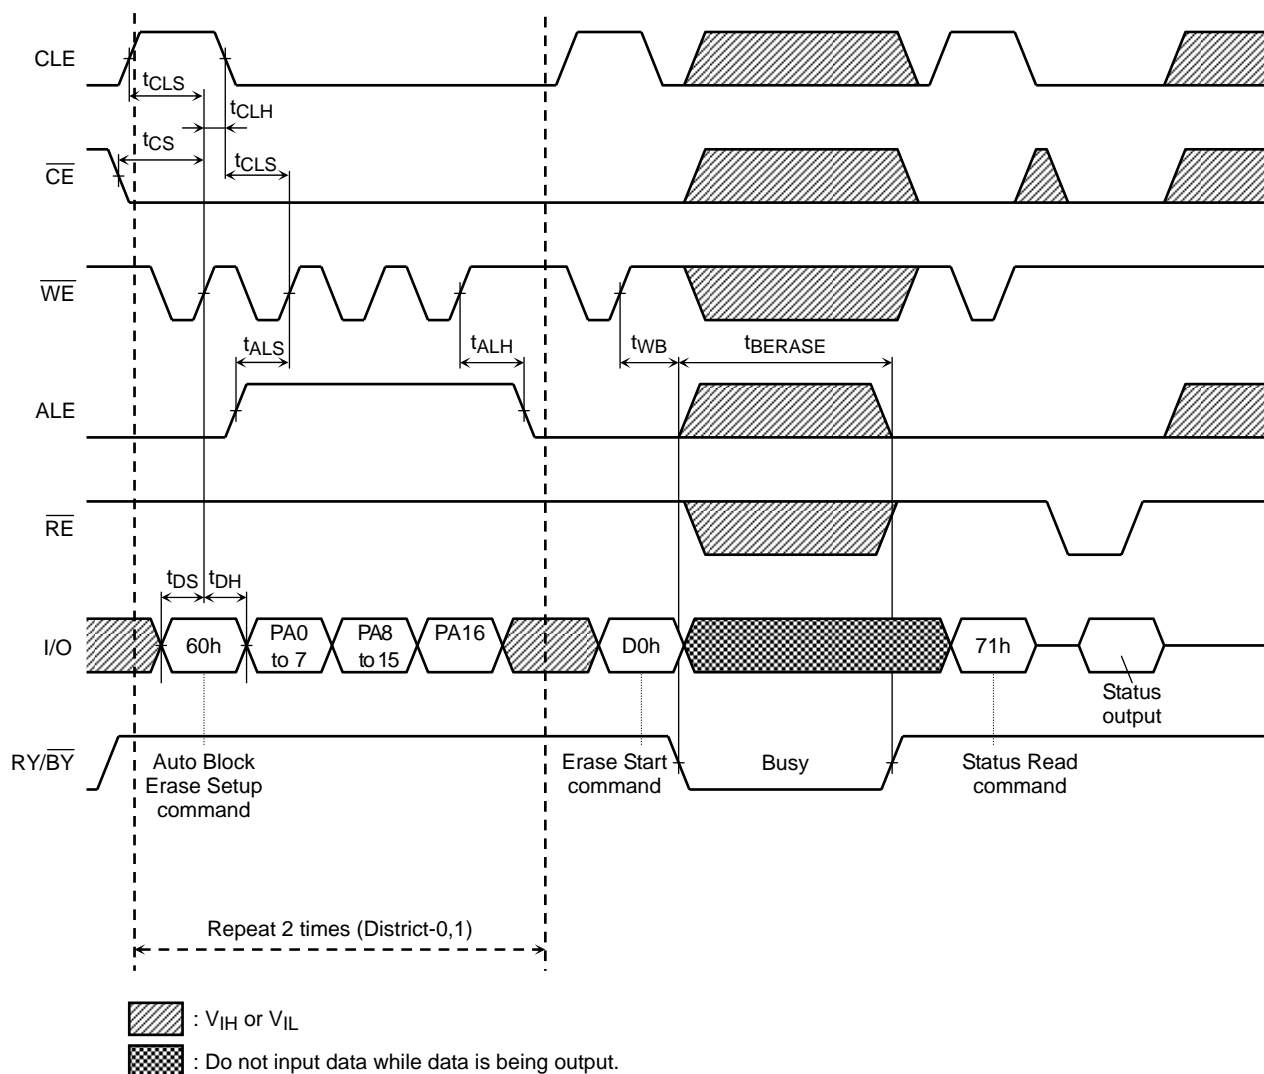 CLE
tCLS
tCLH
tCS
tCLS
CE
WE
tALS
tALH
tWB
tBERASE
ALE
RE
tDS
tDH
I/O
60h
PA0
to 7
PA8
to 15
PA16
D0h
71h
Status
output
RY/BY
Auto Block
Erase Setup
command
Erase Start
command
Busy
Status Read
command
Repeat 2 times (District-0,1)
: VIH or VIL
: Do not input data while data is being output.